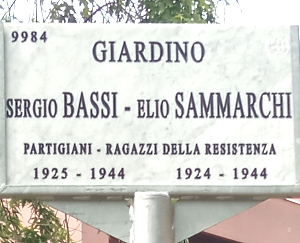 9984
GIARDINO
SERGIO BASSI - ELIO SAMMARCHI
PARTIGIANI - RAGAZZI DELLA RESISTENZA
1925 - 1944 1924 - 1944